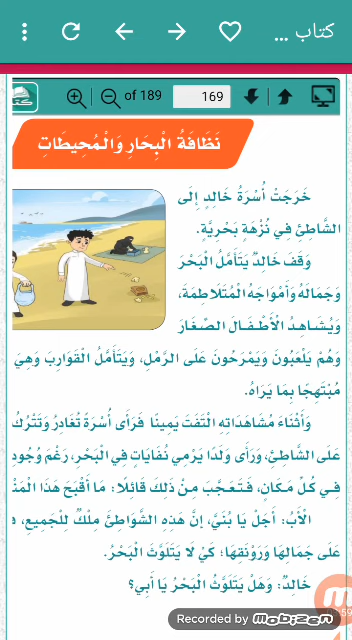 كتاب ...
of 189
169
نَظَافَةُ الْبِحَارِ وَالْمُحِيطَاتِ
خَرَجَتْ أُسْرَةُ خَالِدٍ إِلَى
الشَّاطِئِ فِي نُزْهَةٍ بَحْرِيَّةٍ.
وَقَفَ خَالِدٌ يَتَأَمَّلُ الْبَحْرَ
وَجَمَالَهُ وَأَمْوَاجَهُ الْمُتَلَاطِمَةَ،
وَيُشَاهِدُ الْأَطْفَالَ الصِّغَارَ
وَهُمْ يَلْعَبُونَ وَيَمْرَحُونَ عَلَى الرَّمْلِ، وَيَتَأَمَّلُ الْقَوَارِبَ وَهِيَ
مُبْتَهِجًا بِمَا يَرَاهُ.
وَأَثْنَاءَ مُشَاهَدَاتِهِ الْتَفَتَ يَمِينًا فَرَأَى أُسْرَةً تُغَادِرُ وَتَتْرُكُ
عَلَى الشَّاطِئِ، وَرَأَى وَلَدًا يَرْمِي نُفَايَاتٍ فِي الْبَحْرِ، رَغْمَ وُجُودِ
فِي كُلِّ مَكَانٍ، فَتَعَجَّبَ مِنْ ذَلِكَ قَائِلًا: مَا أَقْبَحَ هَذَا
الْأَبُ: أَجَلْ يَا بُنَيَّ، إِنَّ هَذِهِ الشَّوَاطِئَ مِلْكٌ لِلْجَمِيعِ،
عَلَى جَمَالِهَا وَرَوْنَقِهَا؛ كَيْ لَا يَتَلَوَّثَ الْبَحْرُ.
خَالِدٌ: وَهَلْ يَتَلَوَّثُ الْبَحْرُ يَا أَبِي؟
Recorded by mobizen